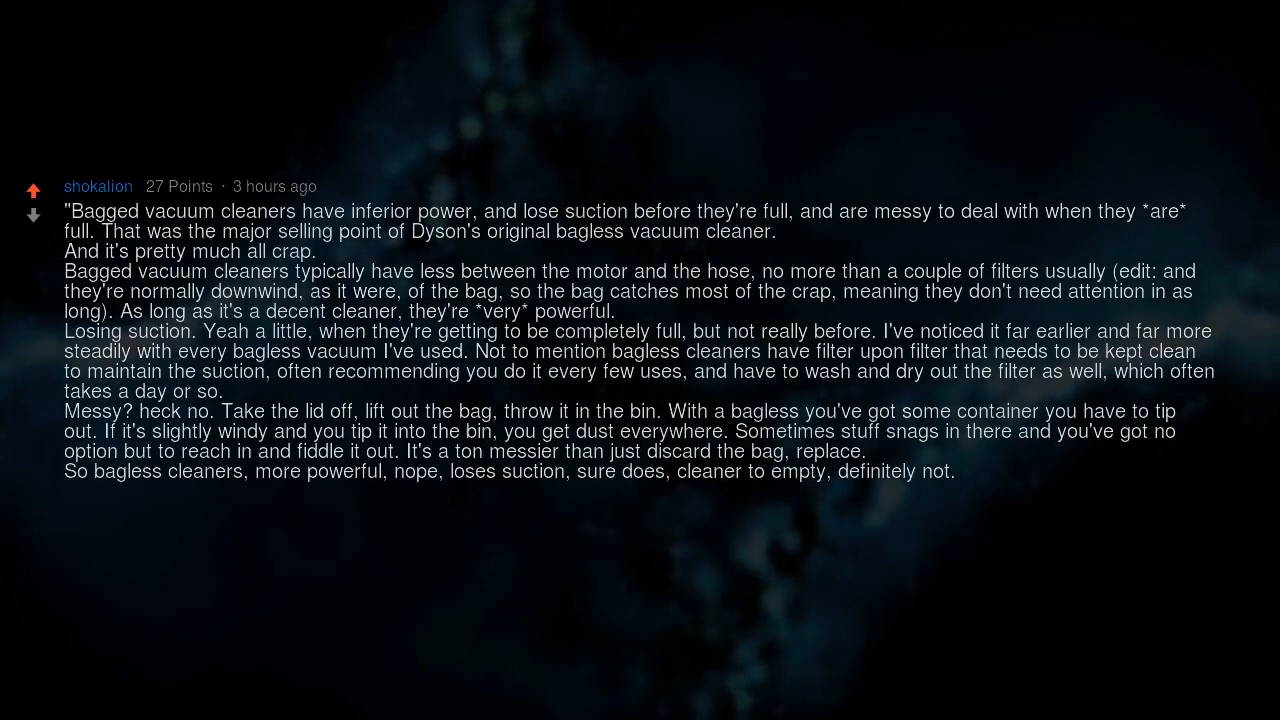 shokalion 27 Points · 3 hours ago
"Bagged vacuum cleaners have inferior power, and lose suction before they're full, and are messy to deal with when they *are*
full. That was the major selling point of Dyson's original bagless vacuum cleaner.
And it's pretty much all crap.
Bagged vacuum cleaners typically have less between the motor and the hose, no more than a couple of filters usually (edit: and
they're normally downwind, as it were, of the bag, so the bag catches most of the crap, meaning they don't need attention in as
long). As long as it's a decent cleaner, they're *very* powerful.
Losing suction. Yeah a little, when they're getting to be completely full, but not really before. I've noticed it far earlier and far more
steadily with every bagless vacuum I've used. Not to mention bagless cleaners have filter upon filter that needs to be kept clean
to maintain the suction, often recommending you do it every few uses, and have to wash and dry out the filter as well, which often
takes a day or so.
Messy? heck no. Take the lid off, lift out the bag, throw it in the bin. With a bagless you've got some container you have to tip
out. If it's slightly windy and you tip it into the bin, you get dust everywhere. Sometimes stuff snags in there and you've got no
option but to reach in and fiddle it out. It's a ton messier than just discard the bag, replace.
So bagless cleaners, more powerful, nope, loses suction, sure does, cleaner to empty, definitely not.